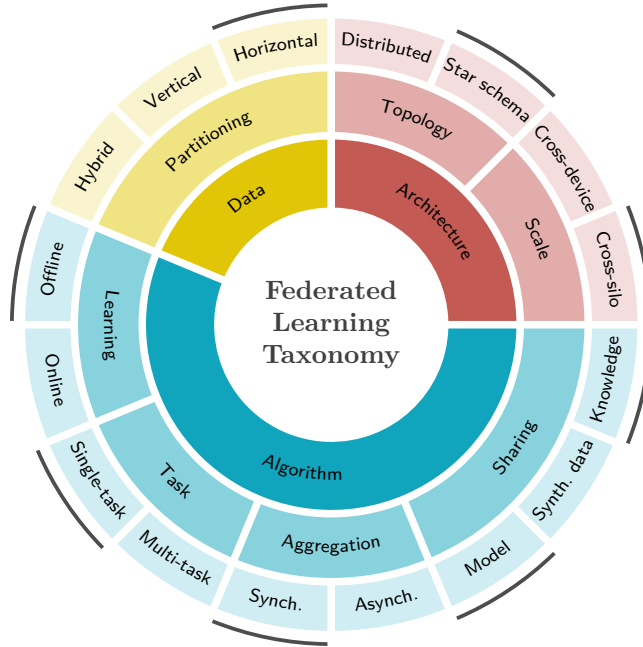 Federated
Learning
Taxonomy
Architecture
Topology
Distributed
Star schema
Scale
Cross-device
Cross-silo
Algorithm
Sharing
Knowledge
Synth. data
Model
Aggregation
Asynch.
Synch.
Task
Multi-task
Single-task
Learning
Online
Offline
Data
Partitioning
Hybrid
Vertical
Horizontal